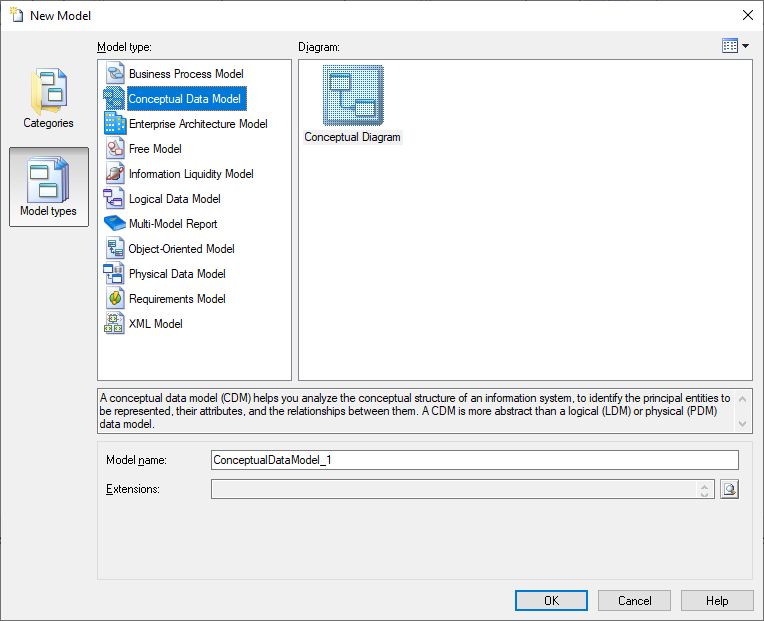 New Model
Model type:
Diagram:
Categories
Model types
Business Process Model
Conceptual Data Model
Enterprise Architecture Model
Free Model
Information Liquidity Model
Logical Data Model
Multi-Model Report
Object-Oriented Model
Physical Data Model
Requirements Model
XML Model
Conceptual Diagram
A conceptual data model (CDM) helps you analyze the conceptual structure of an information system, to identify the principal entities to
be represented, their attributes, and the relationships between them. A CDM is more abstract than a logical (LDM) or physical (PDM)
data model.
Model name:
ConceptualDataModel_1
Extensions:
OK
Cancel
Help